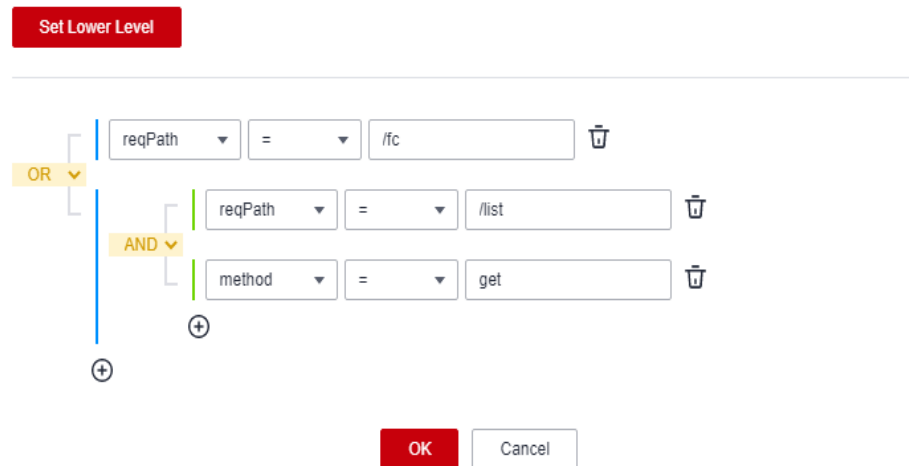 Set Lower Level
reqPath = /fc
OR
reqPath = /list
AND
method = get
OK Cancel